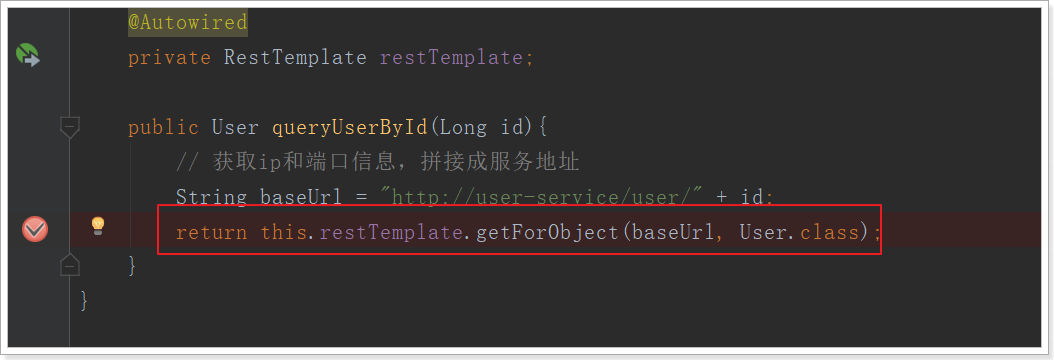 @Autowired
private RestTemplate restTemplate;
public User queryUserById(Long id){
// 获取ip和端口信息，拼接成服务地址
String baseUrl = "http://user-service/user/" + id;
return this.restTemplate.getForObject(baseUrl, User.class);
}
}